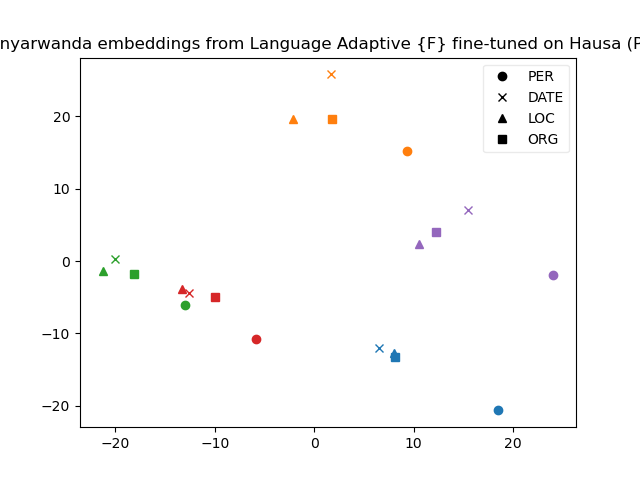 nyarwanda embeddings from Language Adaptive {F} fine-tuned on Hausa (P
PER
DATE
LOC
ORG
20
10
0
−10
−20
−20
−10
0
10
20